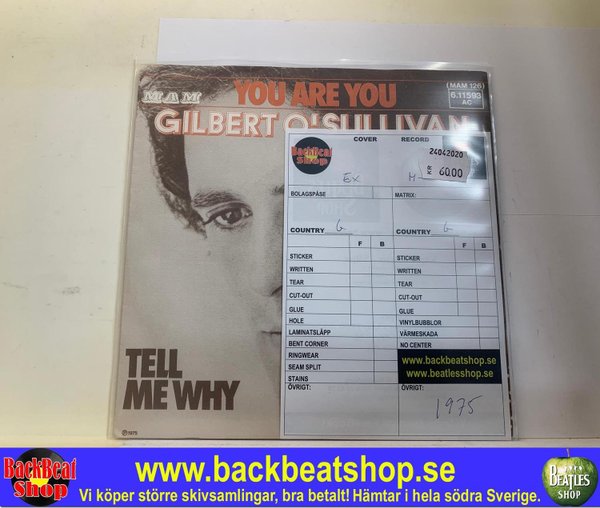 MAM
YOU ARE YOU
(MAM 126)
6.11593
AC
GILBERT O'SULLIVAN
BackBeat
Shop
COVER
RECORD
24042020
KR 60.00
EX
M-
BOLAGSPÅSE
MATRIX:
COUNTRY G
COUNTRY G
F B
F B
STICKER
STICKER
WRITTEN
WRITTEN
TEAR
TEAR
CUT-OUT
CUT-OUT
GLUE
GLUE
HOLE
VINYLBUBBLOR
LAMINATSLÄPP
VÄRMESKADA
BENT CORNER
NO CENTER
RINGWEAR
SEAM SPLIT
STAINS
www.backbeatshop.se
www.beatlesshop.se
ÖVRIGT:
ÖVRIGT:
1975
TELL
ME WHY
℗1975
BackBeat
Shop
www.backbeatshop.se
Vi köper större skivsamlingar, bra betalt! Hämtar i hela södra Sverige.
BEATLES
SHOP